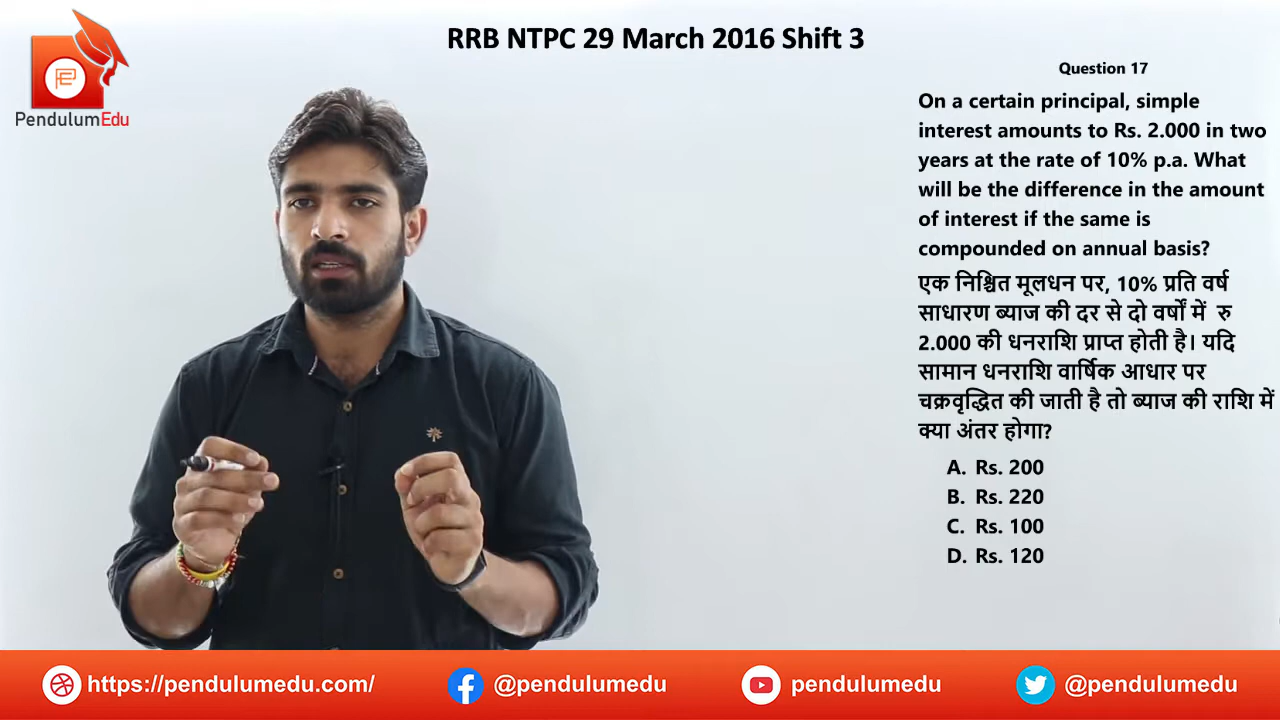 RRB NTPC 29 March 2016 Shift 3
PendulumEdu
Question 17
On a certain principal, simple
interest amounts to Rs. 2.000 in two
years at the rate of 10% p.a. What
will be the difference in the amount
of interest if the same is
compounded on annual basis?
एक निश्चित मूलधन पर, 10% प्रति वर्ष
साधारण ब्याज की दर से दो वर्षों में रु
2.000 की धनराशि प्राप्त होती है। यदि
सामान धनराशि वार्षिक आधार पर
चक्रवृद्धित की जाती है तो ब्याज की राशि में
क्या अंतर होगा?
A. Rs. 200
B. Rs. 220
C. Rs. 100
D. Rs. 120
https://pendulumedu.com/
@pendulumedu
pendulumedu
@pendulumedu